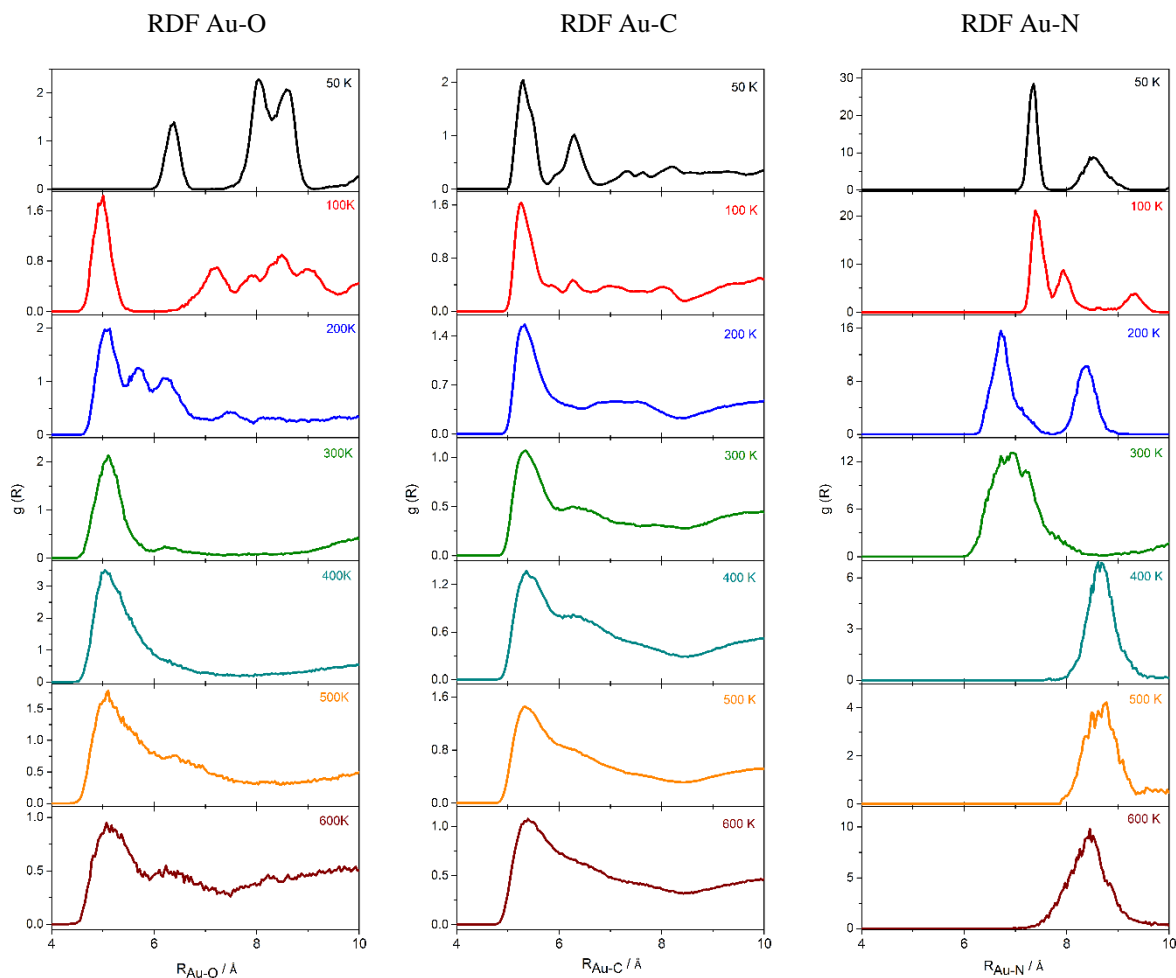 RDF Au-O
RDF Au-C
RDF Au-N
50 K
2
1
0
100K
1.6
0.8
0.0
200K
2
1
0
300K
2
1
0
400K
3
2
1
0
500K
1.5
1.0
0.5
0.0
600K
1.0
0.5
0.0
4 6 8 10
g (R)
R Au-O / Å
50 K
2
1
0
100 K
1.6
0.8
0.0
200 K
1.4
0.7
0.0
300 K
1.0
0.5
0.0
400 K
1.2
0.6
0.0
500 K
1.6
0.8
0.0
600 K
1.0
0.5
0.0
4 6 8 10
g (R)
R Au-C / Å
50 K
30
20
10
0
100 K
20
10
0
200 K
16
8
0
300 K
12
6
0
400 K
6
3
0
500 K
4
2
0
600 K
10
5
0
4 6 8 10
g (R)
R Au-N / Å